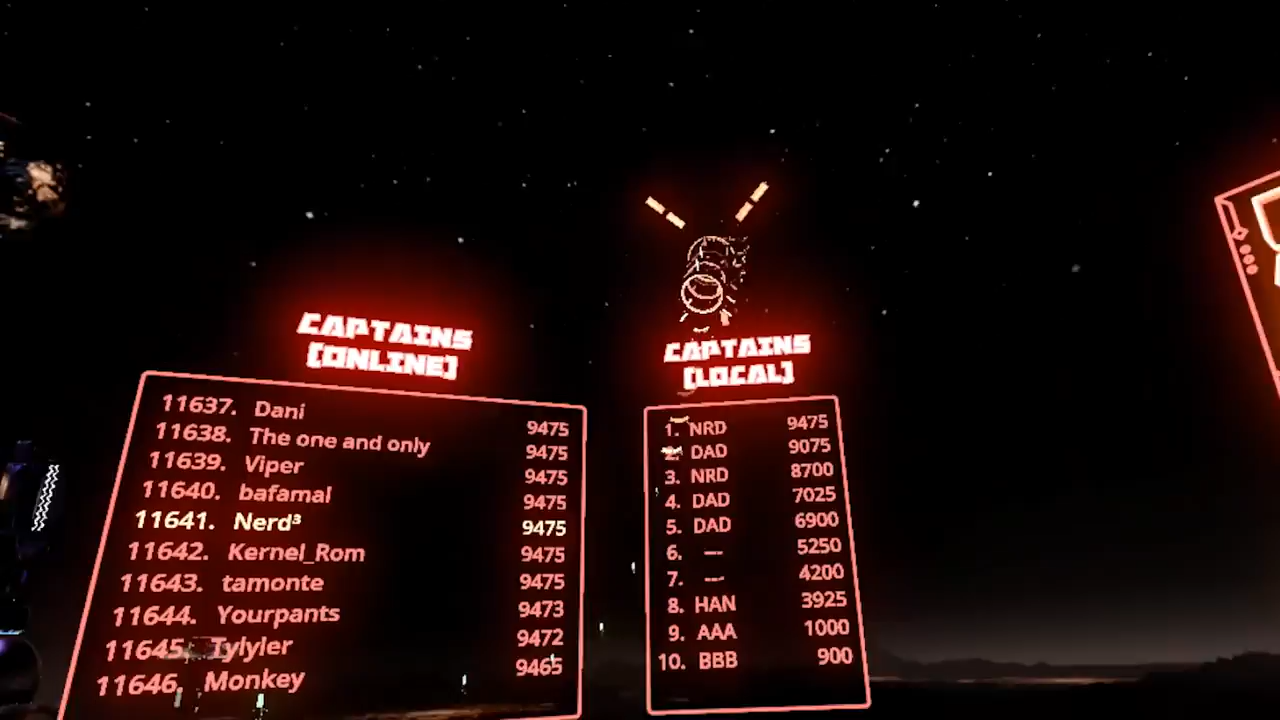 CAPTAINS
[ONLINE]
11637. Dani 9475
11638. The one and only 9475
11639. Viper 9475
11640. bafamal 9475
11641. Nerd³ 9475
11642. Kernel_Rom 9475
11643. tamonte 9475
11644. Yourpants 9473
11645. Tylyler 9472
11646. Monkey 9465
CAPTAINS
[LOCAL]
1. NRD 9475
2. DAD 9075
3. NRD 8700
4. DAD 7025
5. DAD 6900
6. --- 5250
7. --- 4200
8. HAN 3925
9. AAA 1000
10. BBB 900